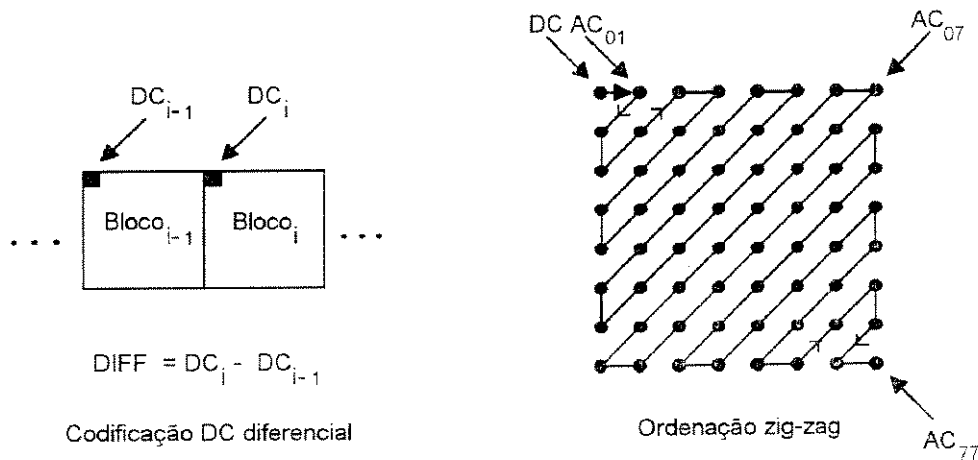 DC AC₀₁
AC₀₇
DCᵢ₋₁ DCᵢ
Blocoᵢ₋₁ Blocoᵢ
. . . . . .
DIFF = DCᵢ - DCᵢ₋₁
Codificação DC diferencial
Ordenação zig-zag
AC₇₇